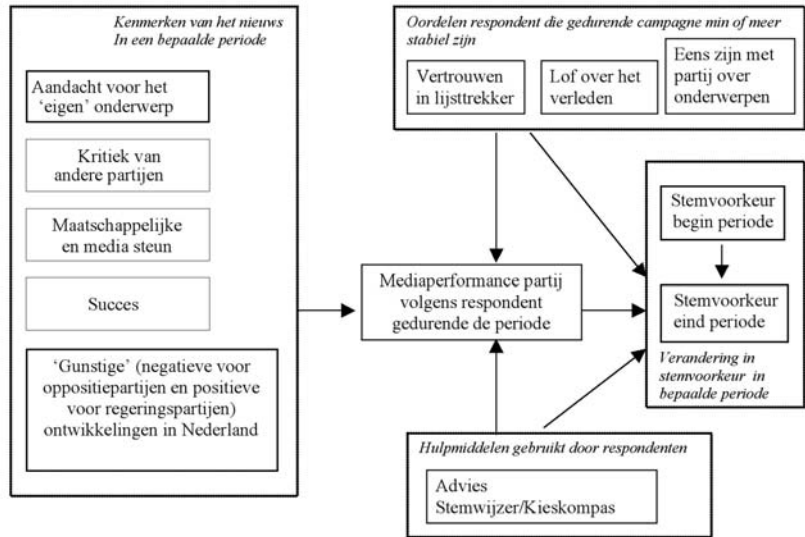 Kenmerken van het nieuws
In een bepaalde periode
Aandacht voor het
‘eigen’ onderwerp
Kritiek van
andere partijen
Maatschappelijke
en media steun
Succes
‘Gunstige’ (negatieve voor
oppositiepartijen en positieve
voor regeringspartijen)
ontwikkelingen in Nederland
Oordelen respondent die gedurende campagne min of meer
stabiel zijn
Vertrouwen
in lijsttrekker
Lof over het
verleden
Eens zijn met
partij over
onderwerpen
Mediaperformance partij
volgens respondent
gedurende de periode
Stemvoorkeur
begin periode
Stemvoorkeur
eind periode
Verandering in
stemvoorkeur in
bepaalde periode
Hulpmiddelen gebruikt door respondenten
Advies
Stemwijzer/Kieskompas